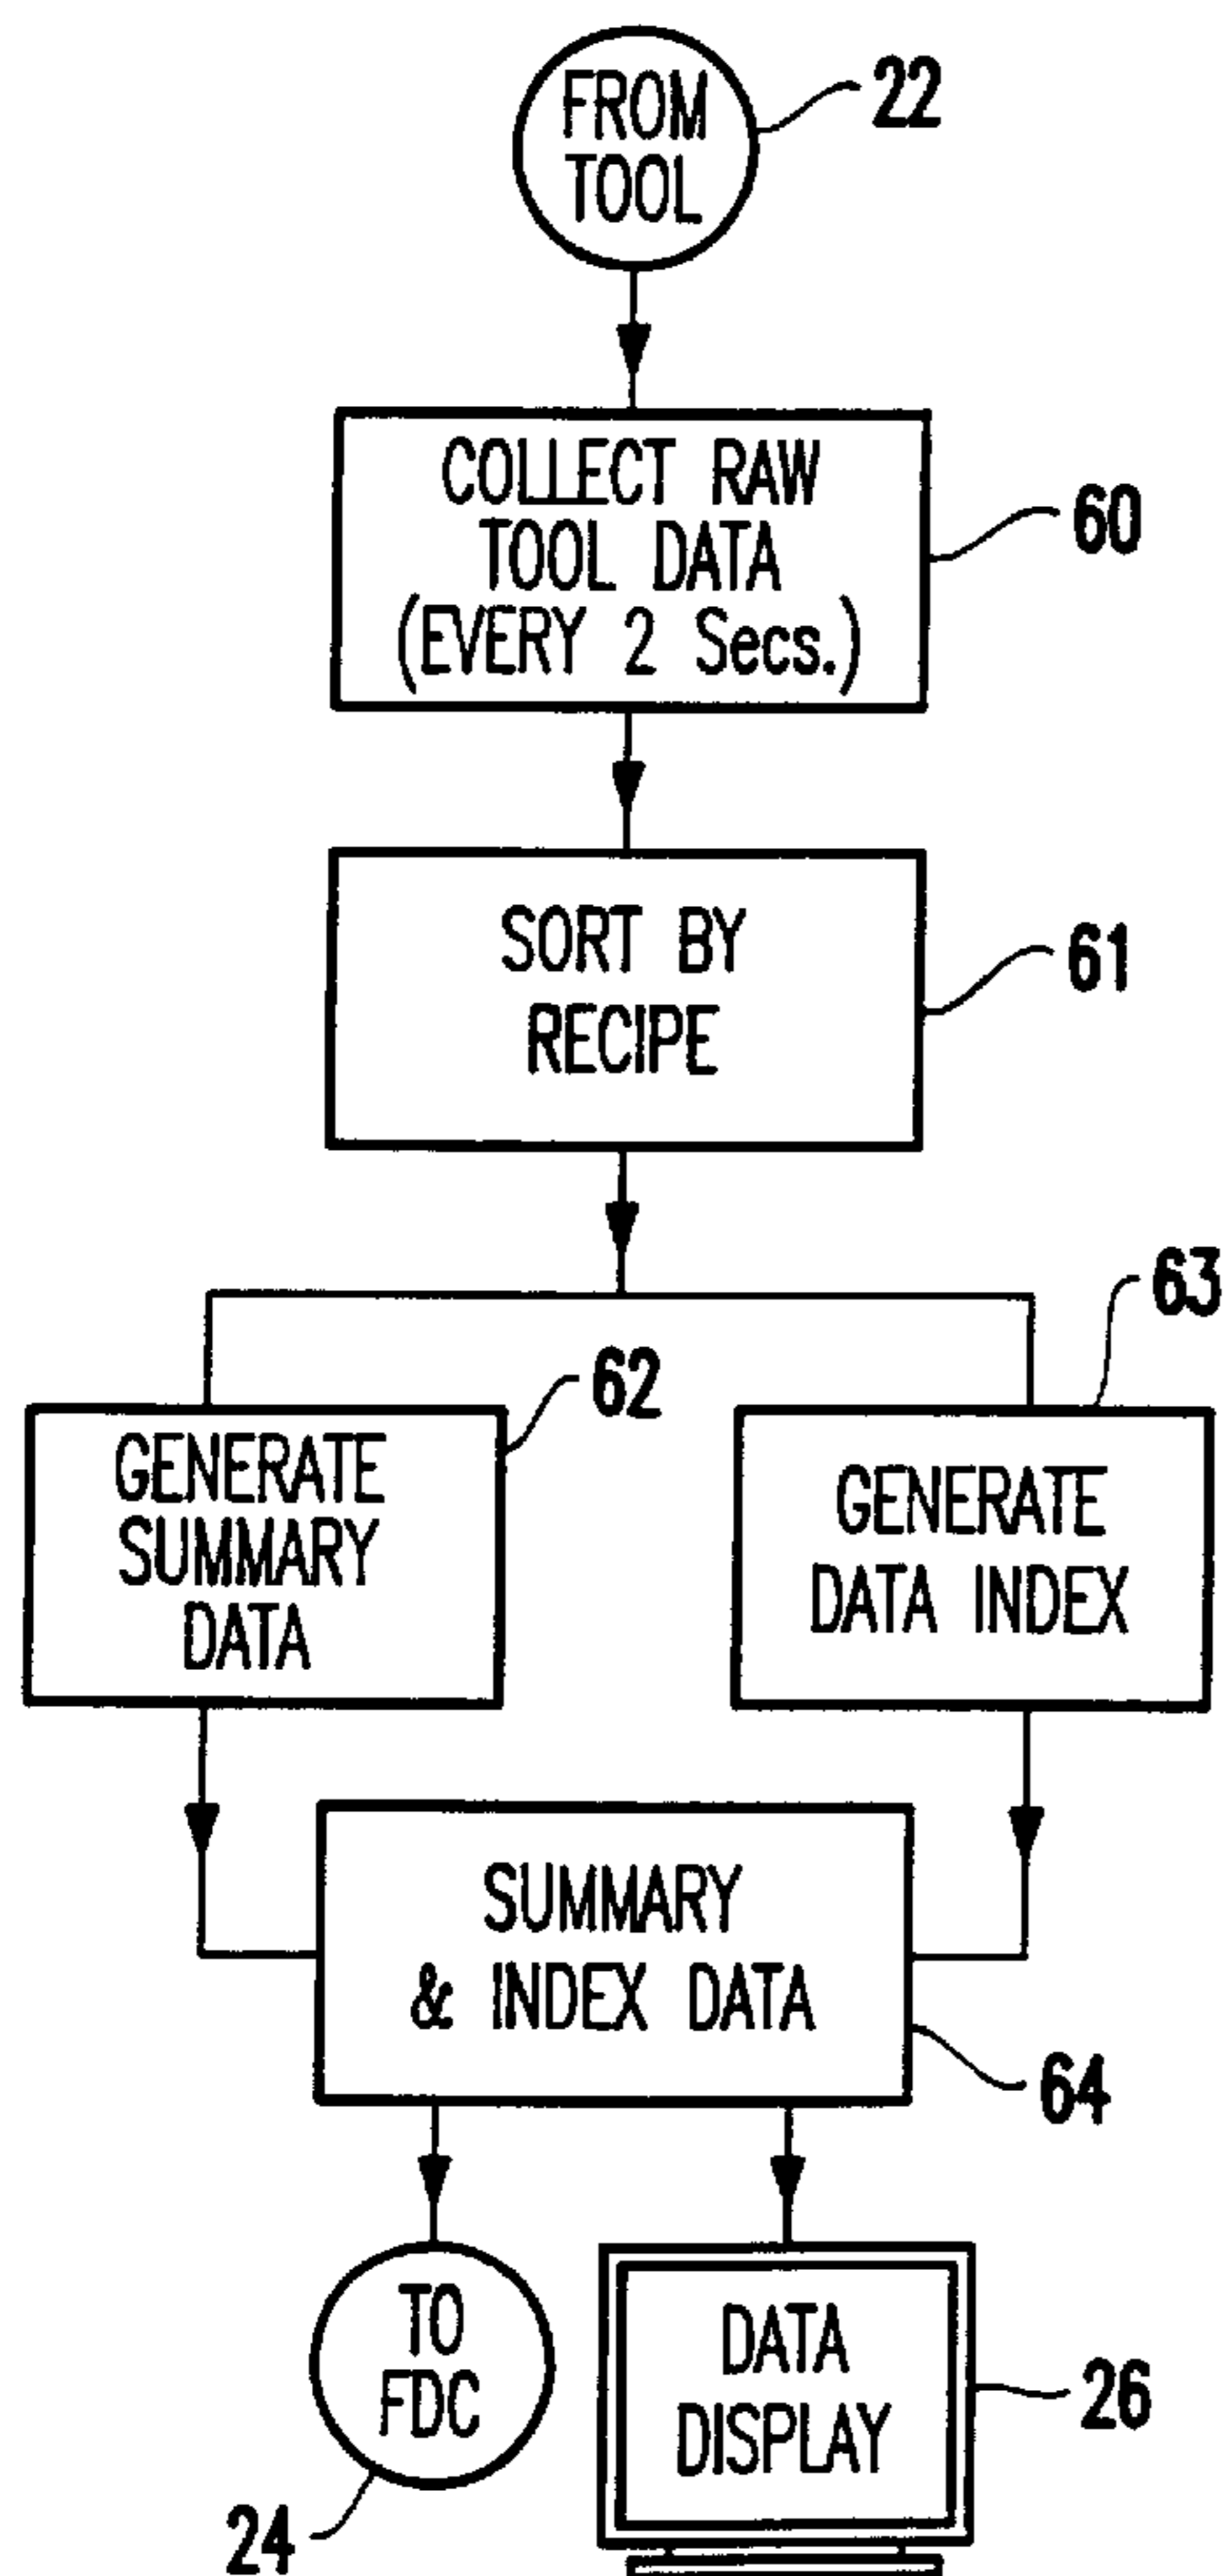 FROM
TOOL
22
COLLECT RAW
TOOL DATA
(EVERY 2 Secs.)
60
SORT BY
RECIPE
61
63
62
GENERATE
SUMMARY
DATA
GENERATE
DATA INDEX
SUMMARY
& INDEX DATA
64
TO
FDC
DATA
DISPLAY
26
24